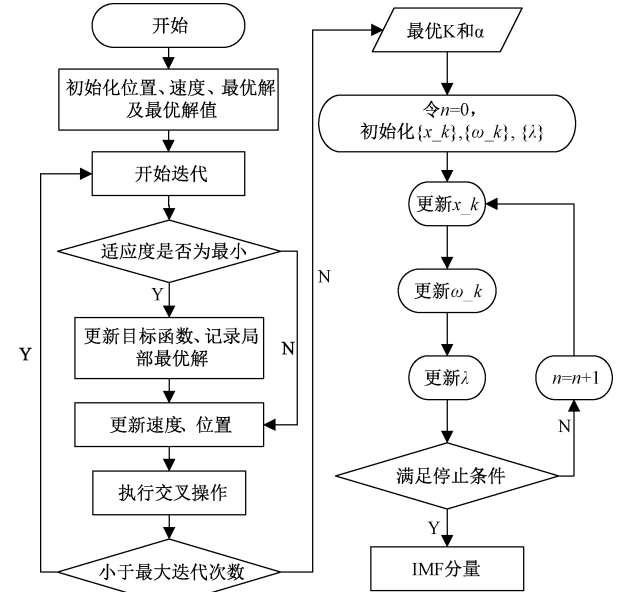 开始
初始化位置、速度、最优解
及最优解值
开始迭代
适应度是否为最小
Y
N
更新目标函数、记录局
部最优解
更新速度、位置
执行交叉操作
小于最大迭代次数
Y
N
最优K和α
令n=0，
初始化{x_k},{ω_k}, {λ}
更新x_k
更新ω_k
更新λ
n=n+1
N
满足停止条件
Y
IMF分量